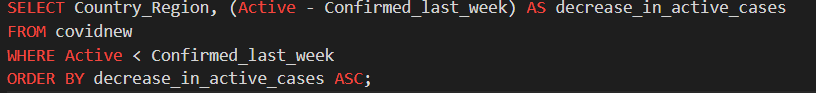 SELECT Country_Region, (Active - Confirmed_last_week) AS decrease_in_active_cases
FROM covidnew
WHERE Active < Confirmed_last_week
ORDER BY decrease_in_active_cases ASC;